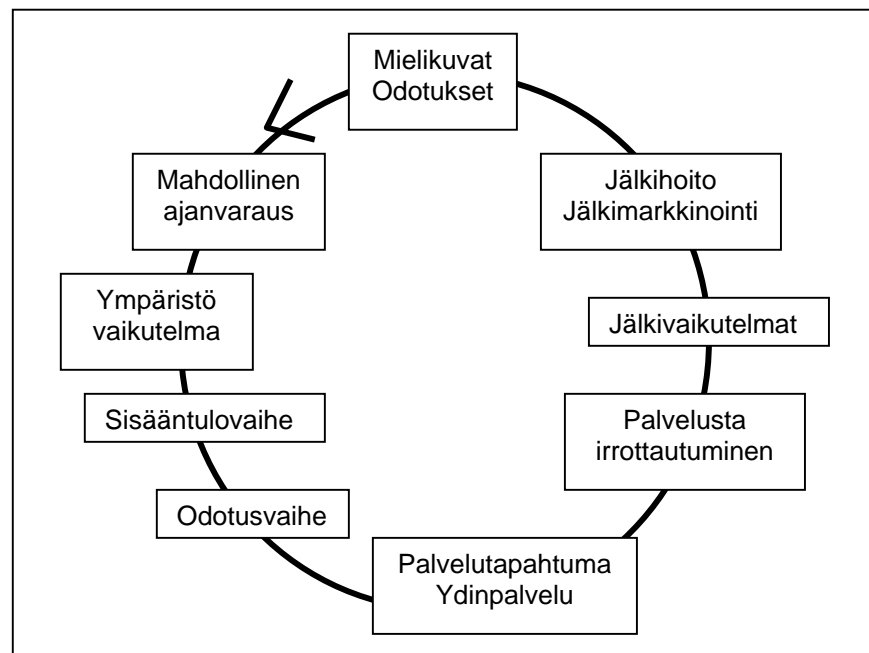 Mielikuvat
Odotukset
Mahdollinen
ajanvaraus
Ympäristö
vaikutelma
Sisääntulovaihe
Odotusvaihe
Palvelutapahtuma
Ydinpalvelu
Palvelusta
irrottautuminen
Jälkivaikutelmat
Jälkihoito
Jälkimarkkinointi